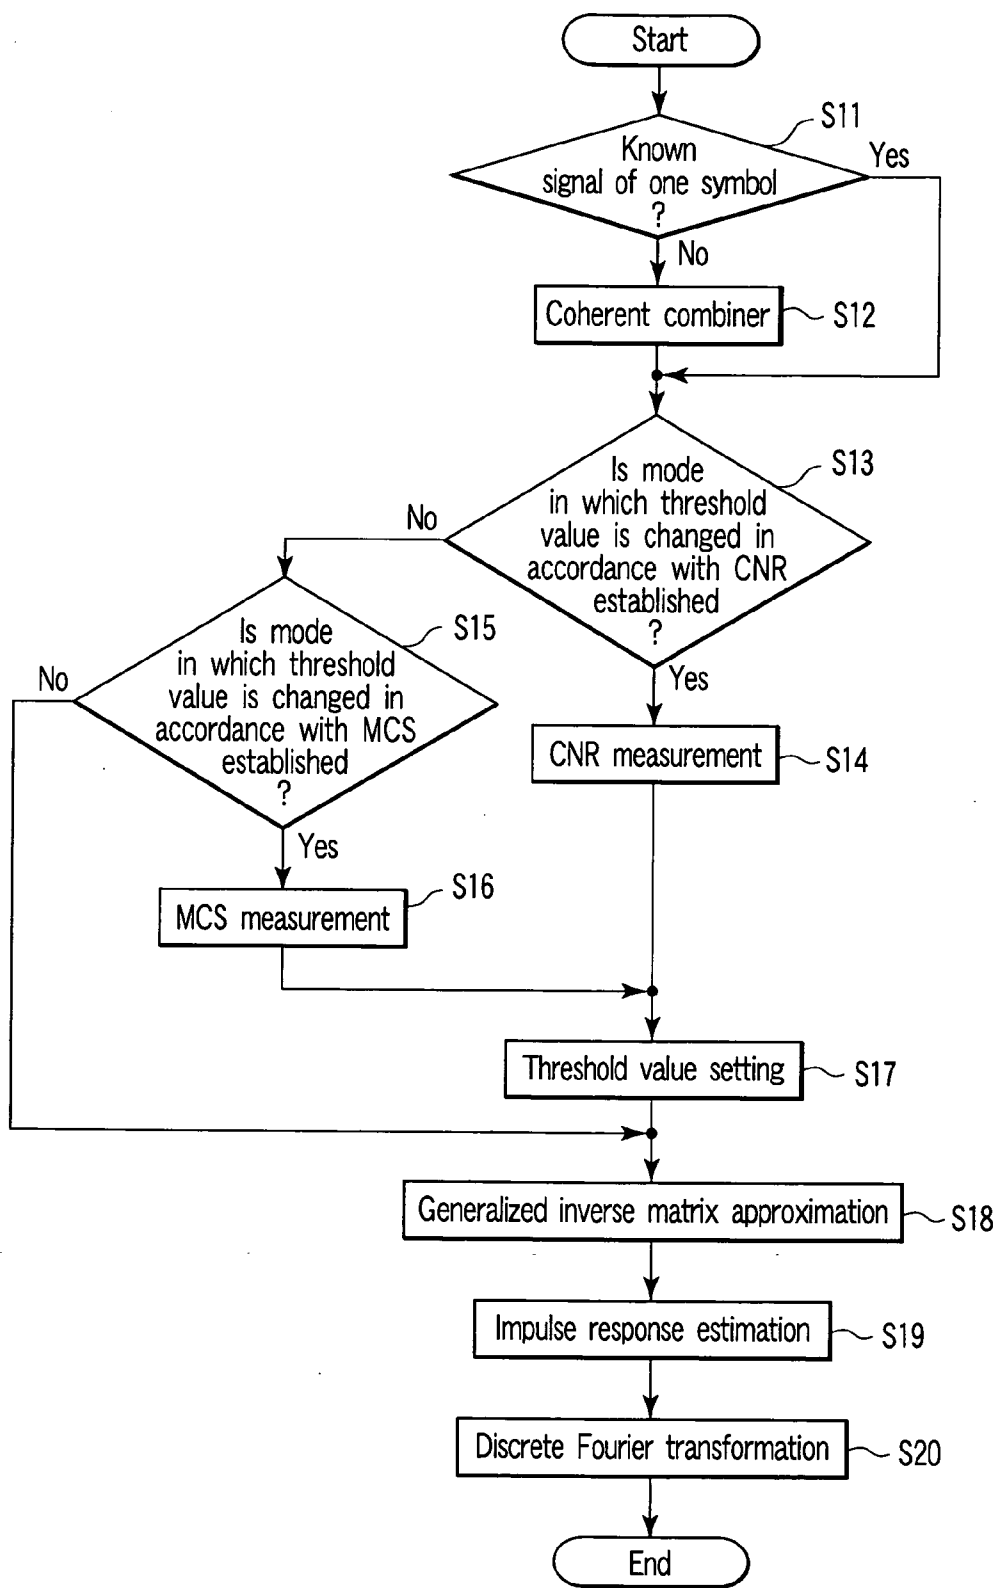 Start
S11
Known
signal of one symbol
?
Yes
No
Coherent combiner
S12
S13
Is mode
in which threshold
value is changed in
accordance with CNR
established
?
No
Yes
S15
Is mode
in which threshold
value is changed in
accordance with MCS
established
?
No
Yes
CNR measurement
S14
MCS measurement
S16
Threshold value setting
S17
Generalized inverse matrix approximation
S18
Impulse response estimation
S19
Discrete Fourier transformation
S20
End